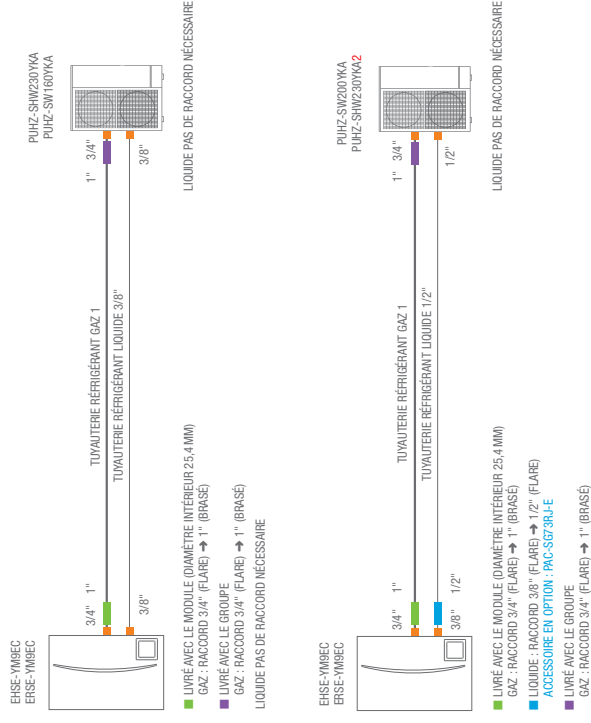 EHSE-YM9EC
ERSE-YM9EC
3/4" 1"
3/8"
TUYAUTERIE RÉFRIGÉRANT GAZ 1
TUYAUTERIE RÉFRIGÉRANT LIQUIDE 3/8"
PUHZ-SHW230YKA
PUHZ-SW160YKA
1" 3/4"
3/8"
LIVRÉ AVEC LE MODULE (DIAMÈTRE INTÉRIEUR 25,4 MM)
GAZ : RACCORD 3/4" (FLARE) ➔ 1" (BRASÉ)
LIVRÉ AVEC LE GROUPE
GAZ : RACCORD 3/4" (FLARE) ➔ 1" (BRASÉ)
LIQUIDE PAS DE RACCORD NÉCESSAIRE
LIQUIDE PAS DE RACCORD NÉCESSAIRE
EHSE-YM9EC
ERSE-YM9EC
3/4" 1"
3/8" 1/2"
TUYAUTERIE RÉFRIGÉRANT GAZ 1
TUYAUTERIE RÉFRIGÉRANT LIQUIDE 1/2"
PUHZ-SW200YKA
PUHZ-SHW230YKA2
1" 3/4"
1/2"
LIVRÉ AVEC LE MODULE (DIAMÈTRE INTÉRIEUR 25,4 MM)
GAZ : RACCORD 3/4" (FLARE) ➔ 1" (BRASÉ)
LIQUIDE : RACCORD 3/8" (FLARE) ➔ 1/2" (FLARE)
ACCESSOIRE EN OPTION : PAC-SG73RJ-E
LIVRÉ AVEC LE GROUPE
GAZ : RACCORD 3/4" (FLARE) ➔ 1" (BRASÉ)
LIQUIDE PAS DE RACCORD NÉCESSAIRE